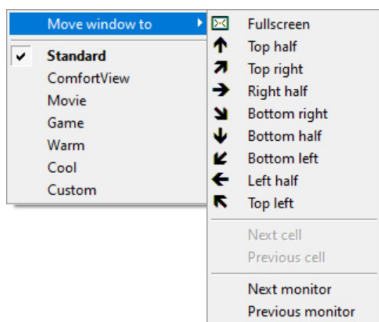 Move window to
Standard
ComfortView
Movie
Game
Warm
Cool
Custom
Fullscreen
Top half
Top right
Right half
Bottom right
Bottom half
Bottom left
Left half
Top left
Next cell
Previous cell
Next monitor
Previous monitor